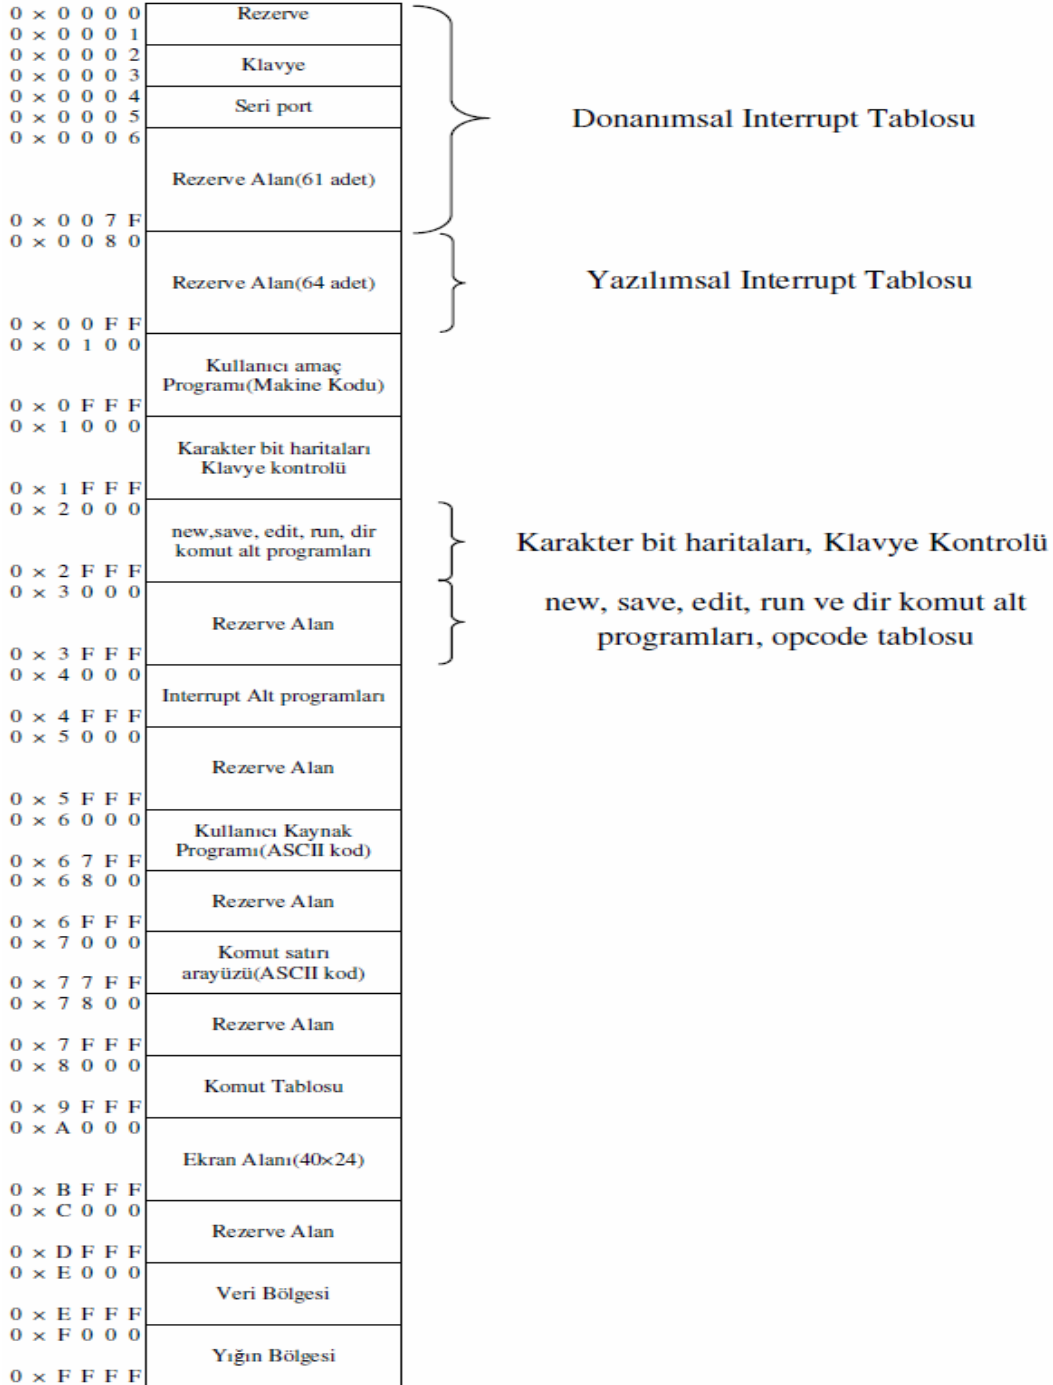 0 × 0 0 0 0
Rezerve
0 × 0 0 0 1
0 × 0 0 0 2
Klavye
0 × 0 0 0 3
0 × 0 0 0 4
Seri port
0 × 0 0 0 5
0 × 0 0 0 6
Donanımsal Interrupt Tablosu
Rezerve Alan(61 adet)
0 × 0 0 7 F
0 × 0 0 8 0
Rezerve Alan(64 adet)
Yazılımsal Interrupt Tablosu
0 × 0 0 F F
0 × 0 1 0 0
Kullanıcı amaç
Programı(Makine Kodu)
0 × 0 F F F
0 × 1 0 0 0
Karakter bit haritaları
Klavye kontrolü
0 × 1 F F F
0 × 2 0 0 0
new,save, edit, run, dir
komut alt programları
Karakter bit haritaları, Klavye Kontrolü
0 × 2 F F F
0 × 3 0 0 0
Rezerve Alan
new, save, edit, run ve dir komut alt
programları, opcode tablosu
0 × 3 F F F
0 × 4 0 0 0
Interrupt Alt programları
0 × 4 F F F
0 × 5 0 0 0
Rezerve Alan
0 × 5 F F F
0 × 6 0 0 0
Kullanıcı Kaynak
Programı(ASCII kod)
0 × 6 7 F F
0 × 6 8 0 0
Rezerve Alan
0 × 6 F F F
0 × 7 0 0 0
Komut satırı
arayüzü(ASCII kod)
0 × 7 7 F F
0 × 7 8 0 0
Rezerve Alan
0 × 7 F F F
0 × 8 0 0 0
Komut Tablosu
0 × 9 F F F
0 × A 0 0 0
Ekran Alanı(40×24)
0 × B F F F
0 × C 0 0 0
Rezerve Alan
0 × D F F F
0 × E 0 0 0
Veri Bölgesi
0 × E F F F
0 × F 0 0 0
Yığın Bölgesi
0 × F F F F